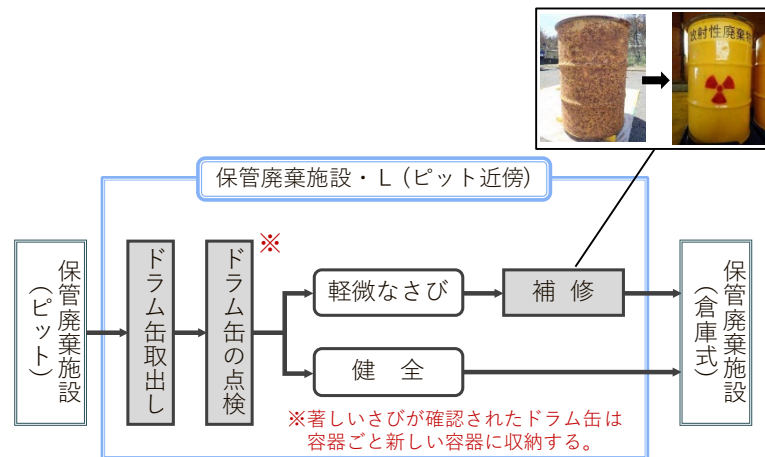 放射性廃棄物
保管廃棄施設・L (ピット近傍)
保管廃棄施設
(ピット)
ドラム缶取出し
ドラム缶の点検
※
軽微なさび
補 修
健 全
保管廃棄施設
(倉庫式)
※著しいさびが確認されたドラム缶は
容器ごと新しい容器に収納する。